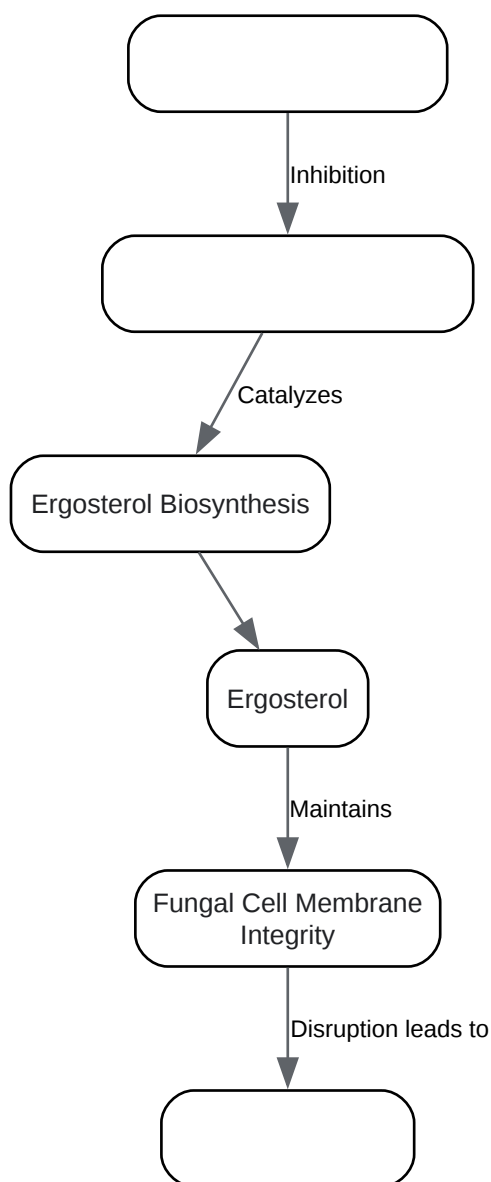 Inhibition
Catalyzes
Ergosterol Biosynthesis
Ergosterol
Maintains
Fungal Cell Membrane
Integrity
Disruption leads to